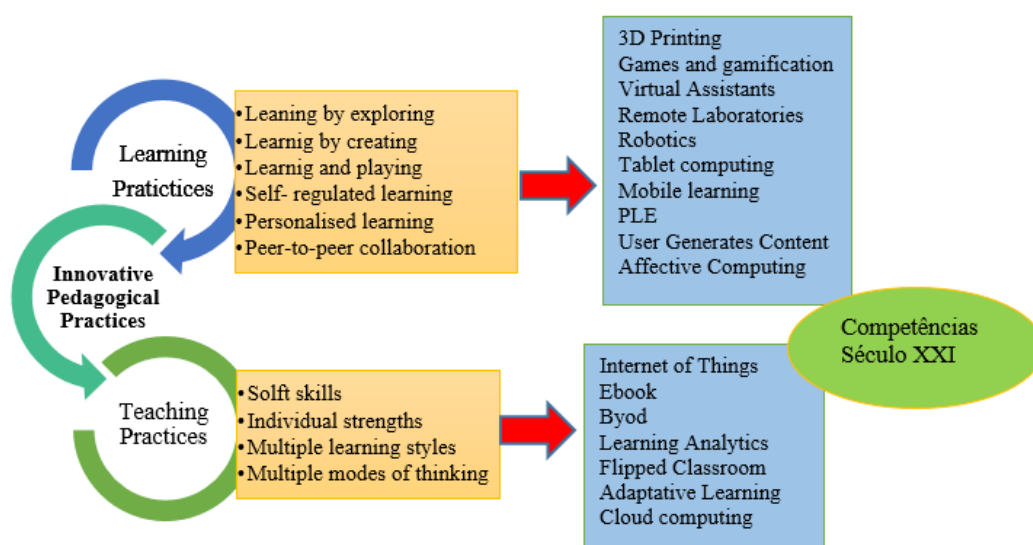 Learning
Pratictices
•Leaning by exploring
•Learnig by creating
•Learnig and playing
•Self- regulated learning
•Personalised learning
•Peer-to-peer collaboration
3D Printing
Games and gamification
Virtual Assistants
Remote Laboratories
Robotics
Tablet computing
Mobile learning
PLE
User Generates Content
Affective Computing
Innovative
Pedagogical
Practices
Teaching
Practices
•Solft skills
•Individual strengths
•Multiple learning styles
•Multiple modes of thinking
Internet of Things
Ebook
Byod
Learning Analytics
Flipped Classroom
Adaptative Learning
Cloud computing
Competências
Século XXI